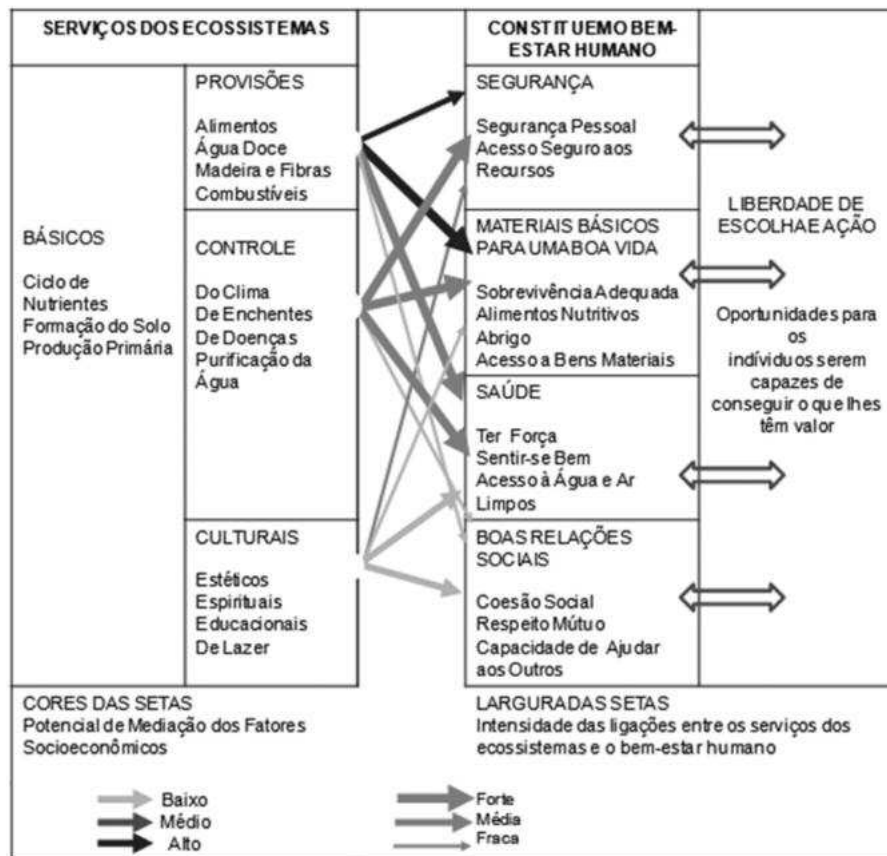 SERVIÇOS DOS ECOSSISTEMAS
BÁSICOS
Ciclo de
Nutrientes
Formação do Solo
Produção Primária
PROVISÕES
Alimentos
Água Doce
Madeira e Fibras
Combustíveis
CONTROLE
Do Clima
De Enchentes
De Doenças
Purificação da
Água
CULTURAIS
Estéticos
Espirituais
Educacionais
De Lazer
CONSTITUEM O BEM-
ESTAR HUMANO
SEGURANÇA
Segurança Pessoal
Acesso Seguro aos
Recursos
MATERIAIS BÁSICOS
PARA UMA BOA VIDA
Sobrevivência Adequada
Alimentos Nutritivos
Abrigo
Acesso a Bens Materiais
SAÚDE
Ter Força
Sentir-se Bem
Acesso à Água e Ar
Limpos
BOAS RELAÇÕES
SOCIAIS
Coesão Social
Respeito Mútuo
Capacidade de Ajudar
aos Outros
LIBERDADE DE
ESCOLHA E AÇÃO
Oportunidades para
os
indíviduos serem
capazes de
conseguir o que lhes
têm valor
CORES DAS SETAS
Potencial de Mediação dos Fatores
Socioeconômicos
Baixo
Médio
Alto
LARGURA DAS SETAS
Intensidade das ligações entre os serviços dos
ecossistemas e o bem-estar humano
Forte
Média
Fraca